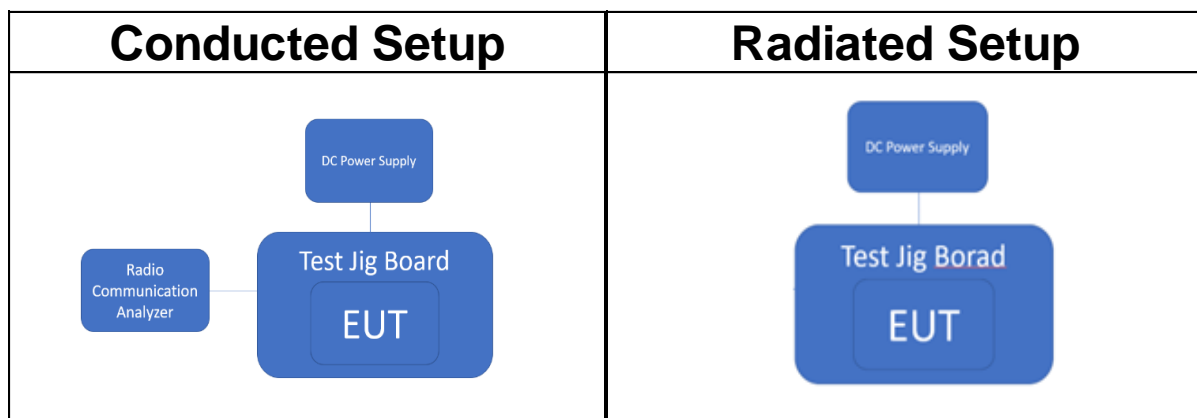 Conducted Setup
Radiated Setup
DC Power Supply
Test Jig Board
Radio
Communication
Analyzer
EUT
DC Power Supply
Test Jig Borad
EUT